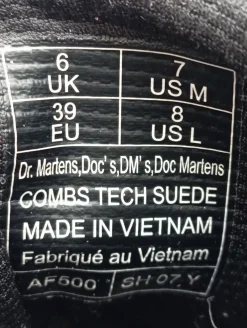 6 7
UK US M
39 8
EU US L
Dr. Martens,Doc's,DM's,Doc Martens
COMBS TECH SUEDE
MADE IN VIETNAM
Fabriqué au Vietnam
AF500 SH 07.Y